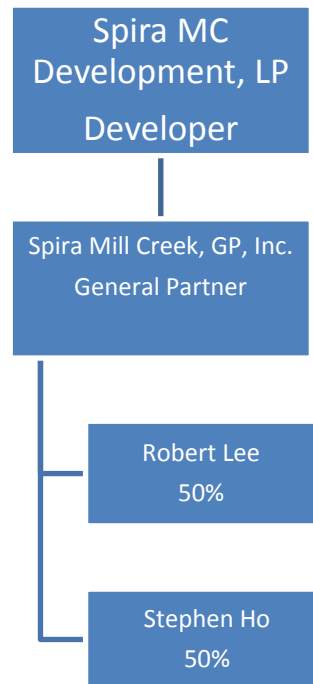 Spira MC
Development, LP
Developer
Spira Mill Creek, GP, Inc.
General Partner
Robert Lee
50%
Stephen Ho
50%